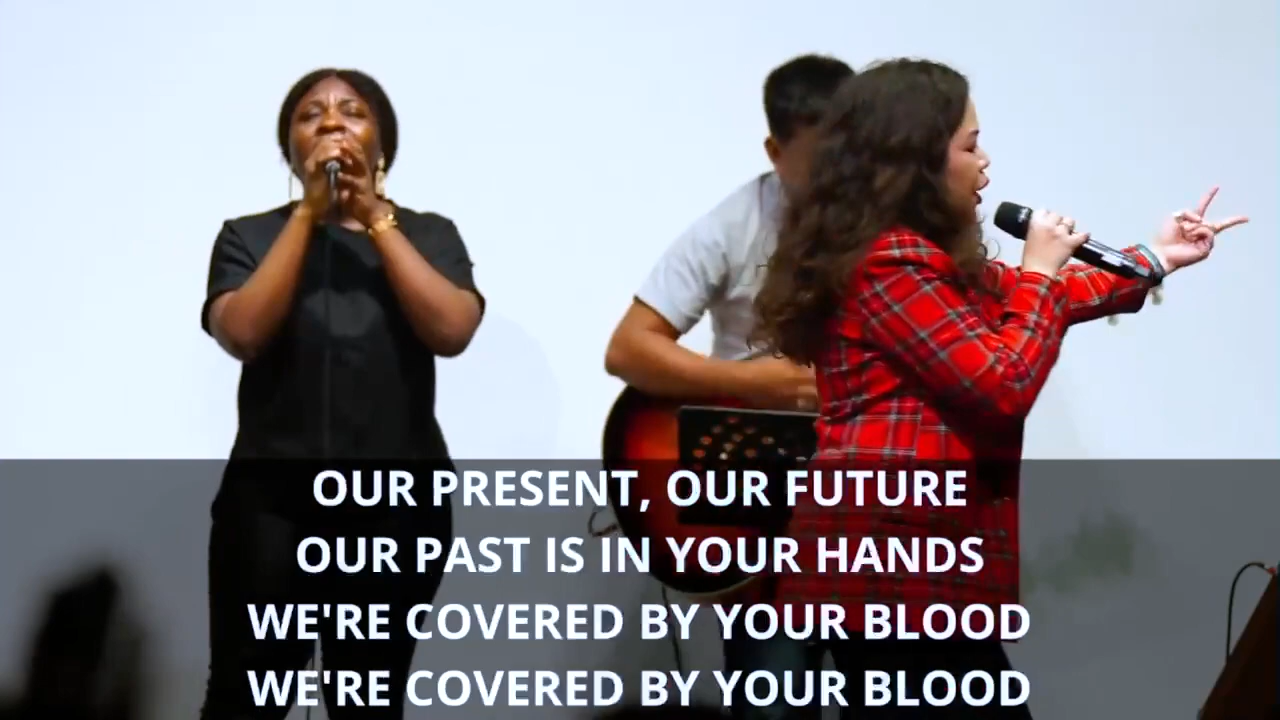 OUR PRESENT, OUR FUTURE
OUR PAST IS IN YOUR HANDS
WE'RE COVERED BY YOUR BLOOD
WE'RE COVERED BY YOUR BLOOD